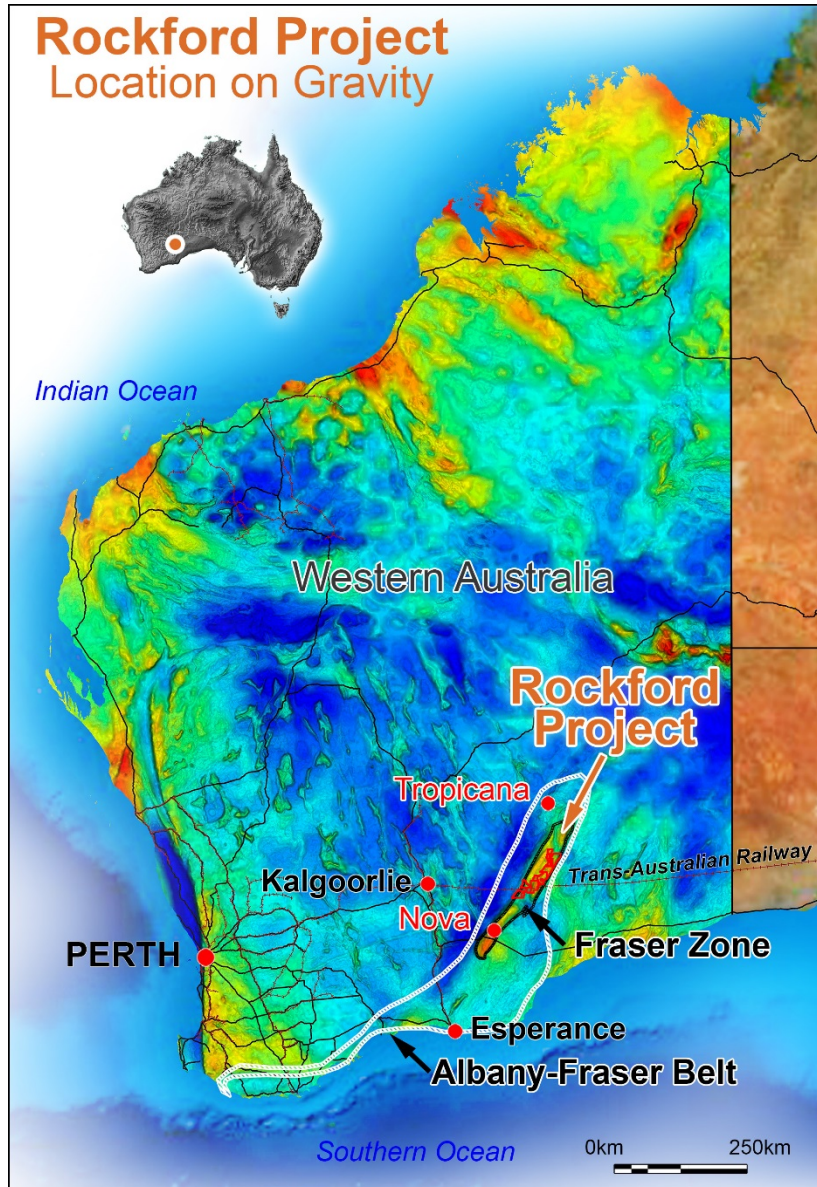 Rockford Project
Location on Gravity
Indian Ocean
Western Australia
Rockford
Project
Tropicana
Trans-Australian Railway
Kalgoorlie
Nova
PERTH
Fraser Zone
Esperance
Albany-Fraser Belt
Southern Ocean
0km 250km